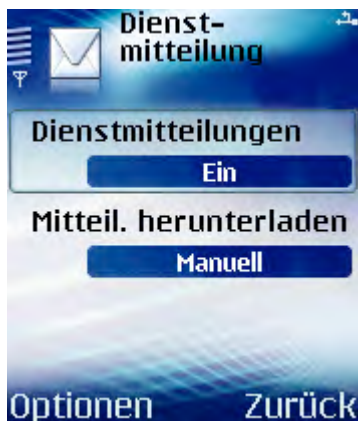 Dienst-
mitteilung
Dienstmitteilungen
Ein
Mitteil. herunterladen
Manuell
Optionen Zurück